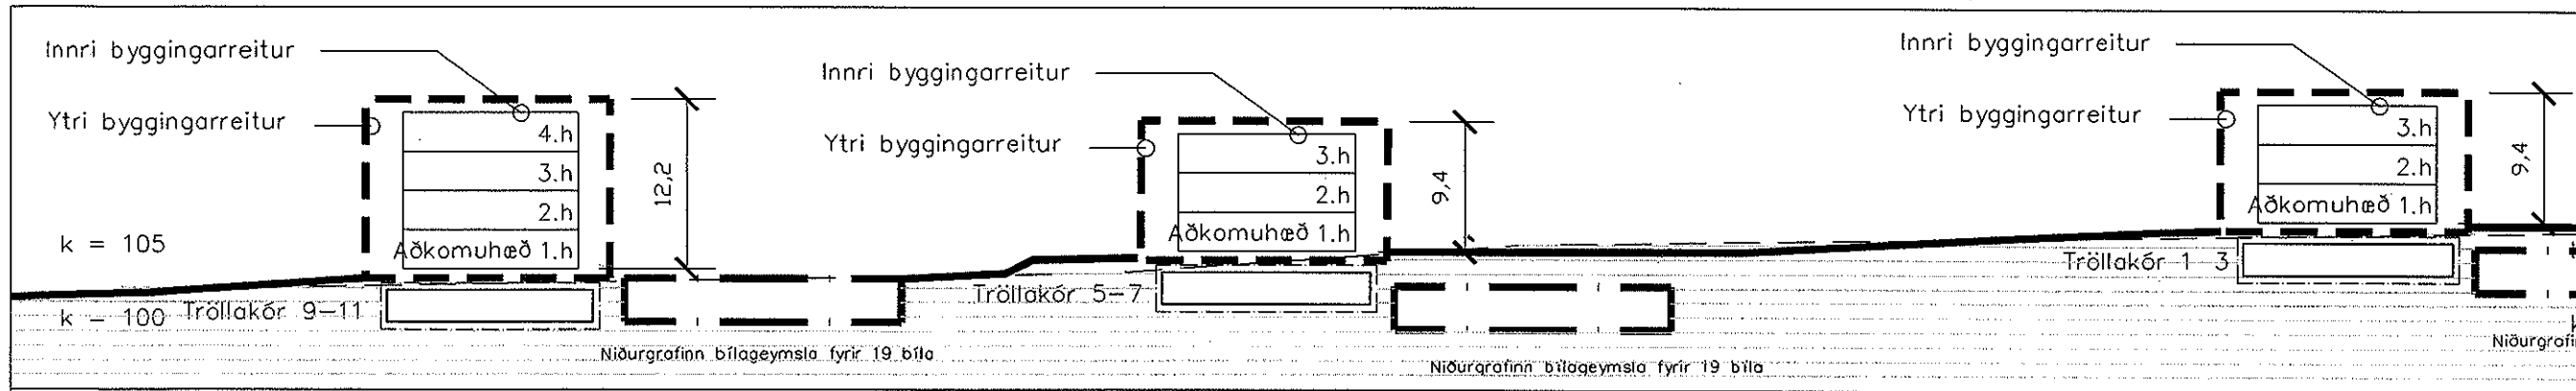 Innri byggingarreitur
Ytri byggingarreitur
4.h
3.h
2.h
Aðkomuhæð 1.h
12,2
k = 105
k - 100
Tröllakór 9-11
Niðurgrafinn bílageymsla fyrir 19 bíla
Innri byggingarreitur
Ytri byggingarreitur
3.h
2.h
Aðkomuhæð 1.h
9,4
Tröllakór 5-7
Niðurgrafinn bílageymsla fyrir 19 bíla
Innri byggingarreitur
Ytri byggingarreitur
3.h
2.h
Aðkomuhæð 1.h
9,4
Tröllakór 1 3